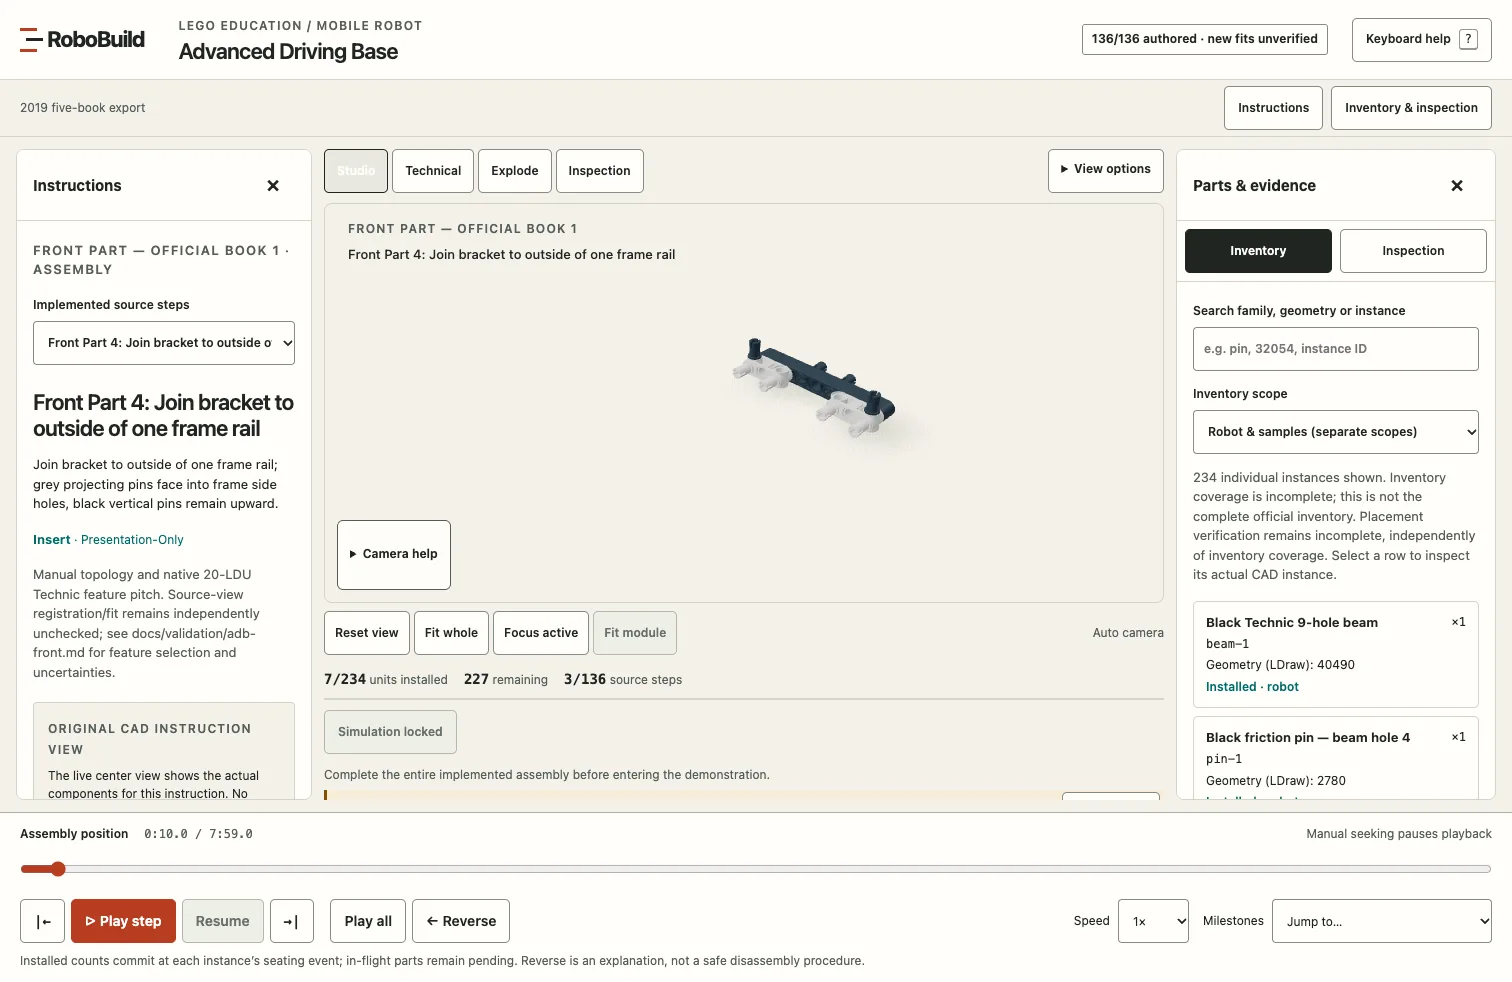 RoboBuild
LEGO EDUCATION / MOBILE ROBOT
Advanced Driving Base
136/136 authored · new fits unverified
Keyboard help ?
2019 five-book export
Instructions
Inventory & inspection
Instructions
FRONT PART — OFFICIAL BOOK 1 ·
ASSEMBLY
Implemented source steps
Front Part 4: Join bracket to outside o
Front Part 4: Join bracket to
outside of one frame rail
Join bracket to outside of one frame rail;
grey projecting pins face into frame side
holes, black vertical pins remain upward.
Insert · Presentation-Only
Manual topology and native 20-LDU
Technic feature pitch. Source-view
registration/fit remains independently
unchecked; see docs/validation/adb-
front.md for feature selection and
uncertainties.
ORIGINAL CAD INSTRUCTION
VIEW
The live center view shows the actual
components for this instruction. No
Studio
Technical
Explode
Inspection
View options
FRONT PART — OFFICIAL BOOK 1
Front Part 4: Join bracket to outside of one frame rail
Camera help
Reset view
Fit whole
Focus active
Fit module
Auto camera
7/234 units installed 227 remaining 3/136 source steps
Simulation locked
Complete the entire implemented assembly before entering the demonstration.
Parts & evidence
Inventory
Inspection
Search family, geometry or instance
e.g. pin, 32054, instance ID
Inventory scope
Robot & samples (separate scopes)
234 individual instances shown. Inventory
coverage is incomplete; this is not the
complete official inventory. Placement
verification remains incomplete, independently
of inventory coverage. Select a row to inspect
its actual CAD instance.
Black Technic 9-hole beam ×1
beam-1
Geometry (LDraw): 40490
Installed · robot
Black friction pin — beam hole 4 ×1
pin-1
Geometry (LDraw): 2780
Assembly position 0:10.0 / 7:59.0
Manual seeking pauses playback
Play step
Resume
Play all
← Reverse
Speed 1×
Milestones Jump to...
Installed counts commit at each instance's seating event; in-flight parts remain pending. Reverse is an explanation, not a safe disassembly procedure.